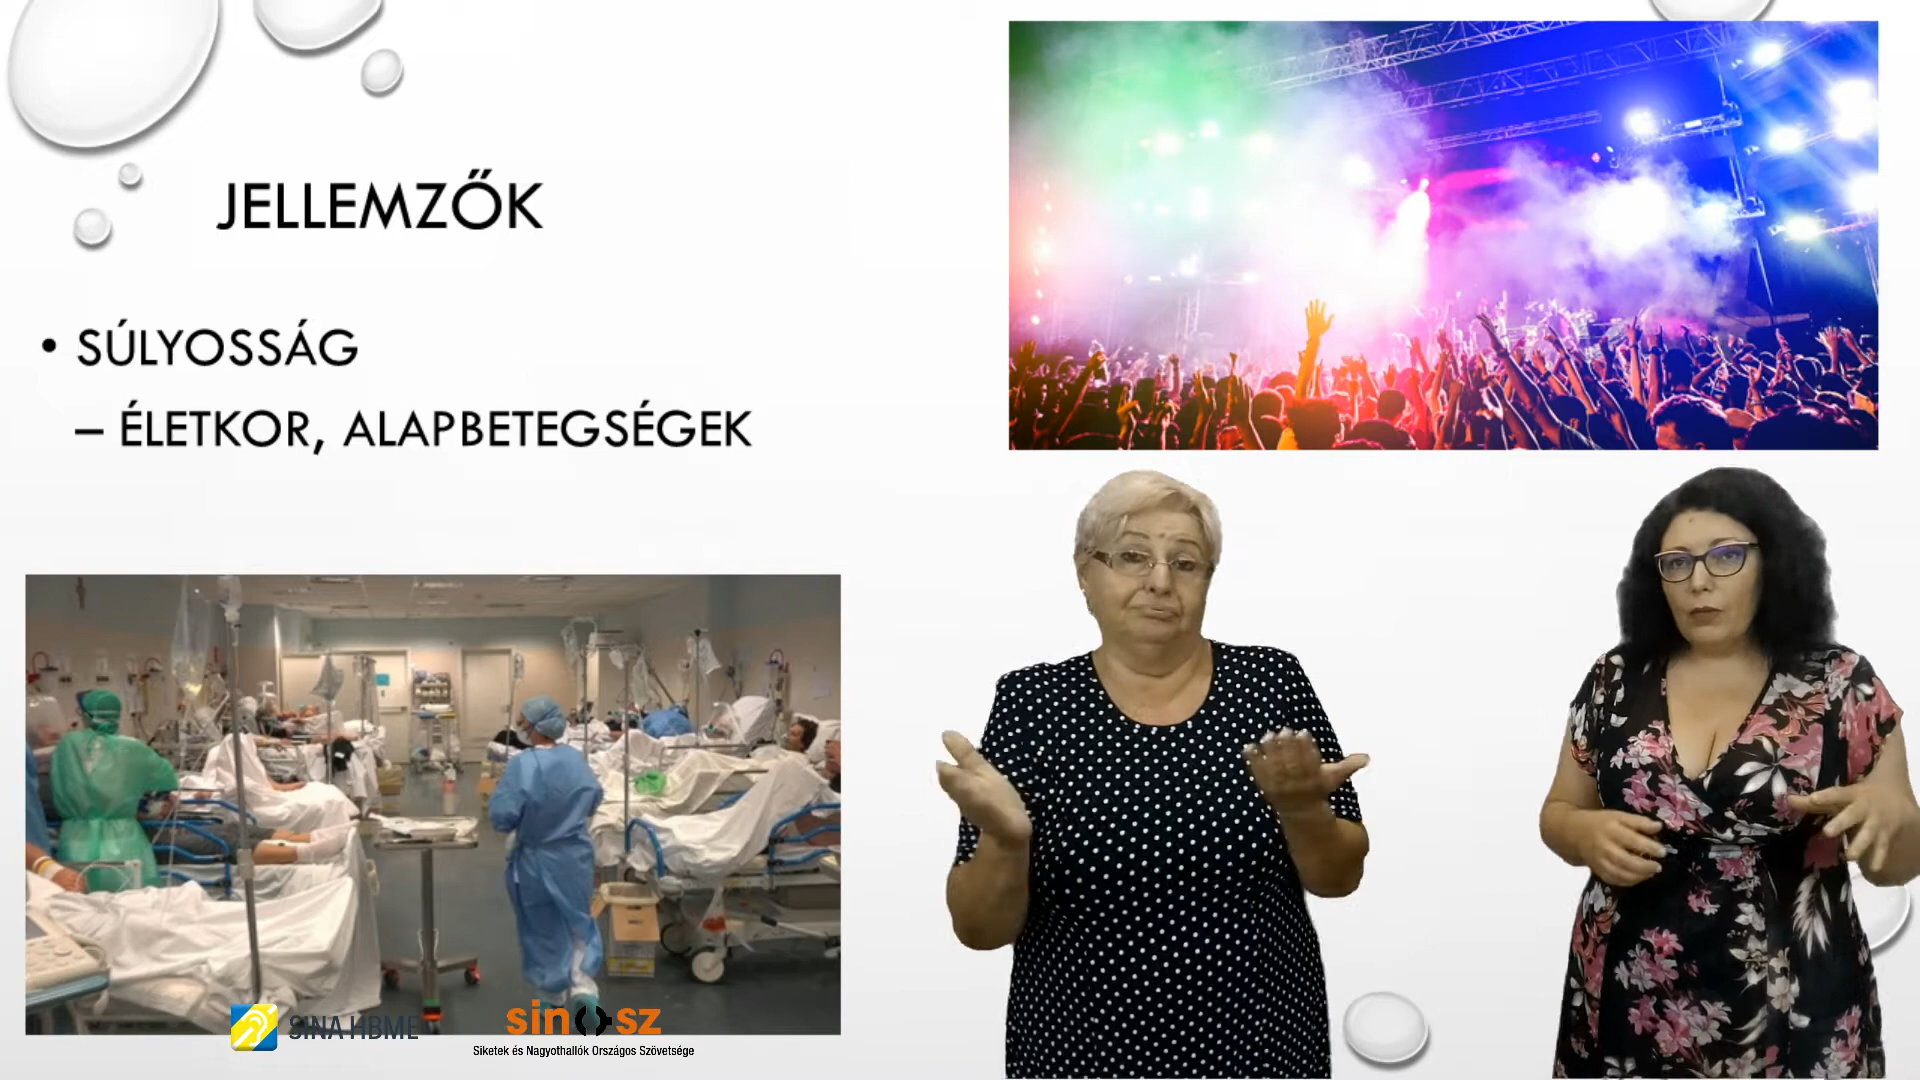 JELLEMZŐK
• SÚLYOSSÁG
– ÉLETKOR, ALAPBETEGSÉGEK
SINA HBME
sinosz
Siketek és Nagyothallók Országos Szövetsége